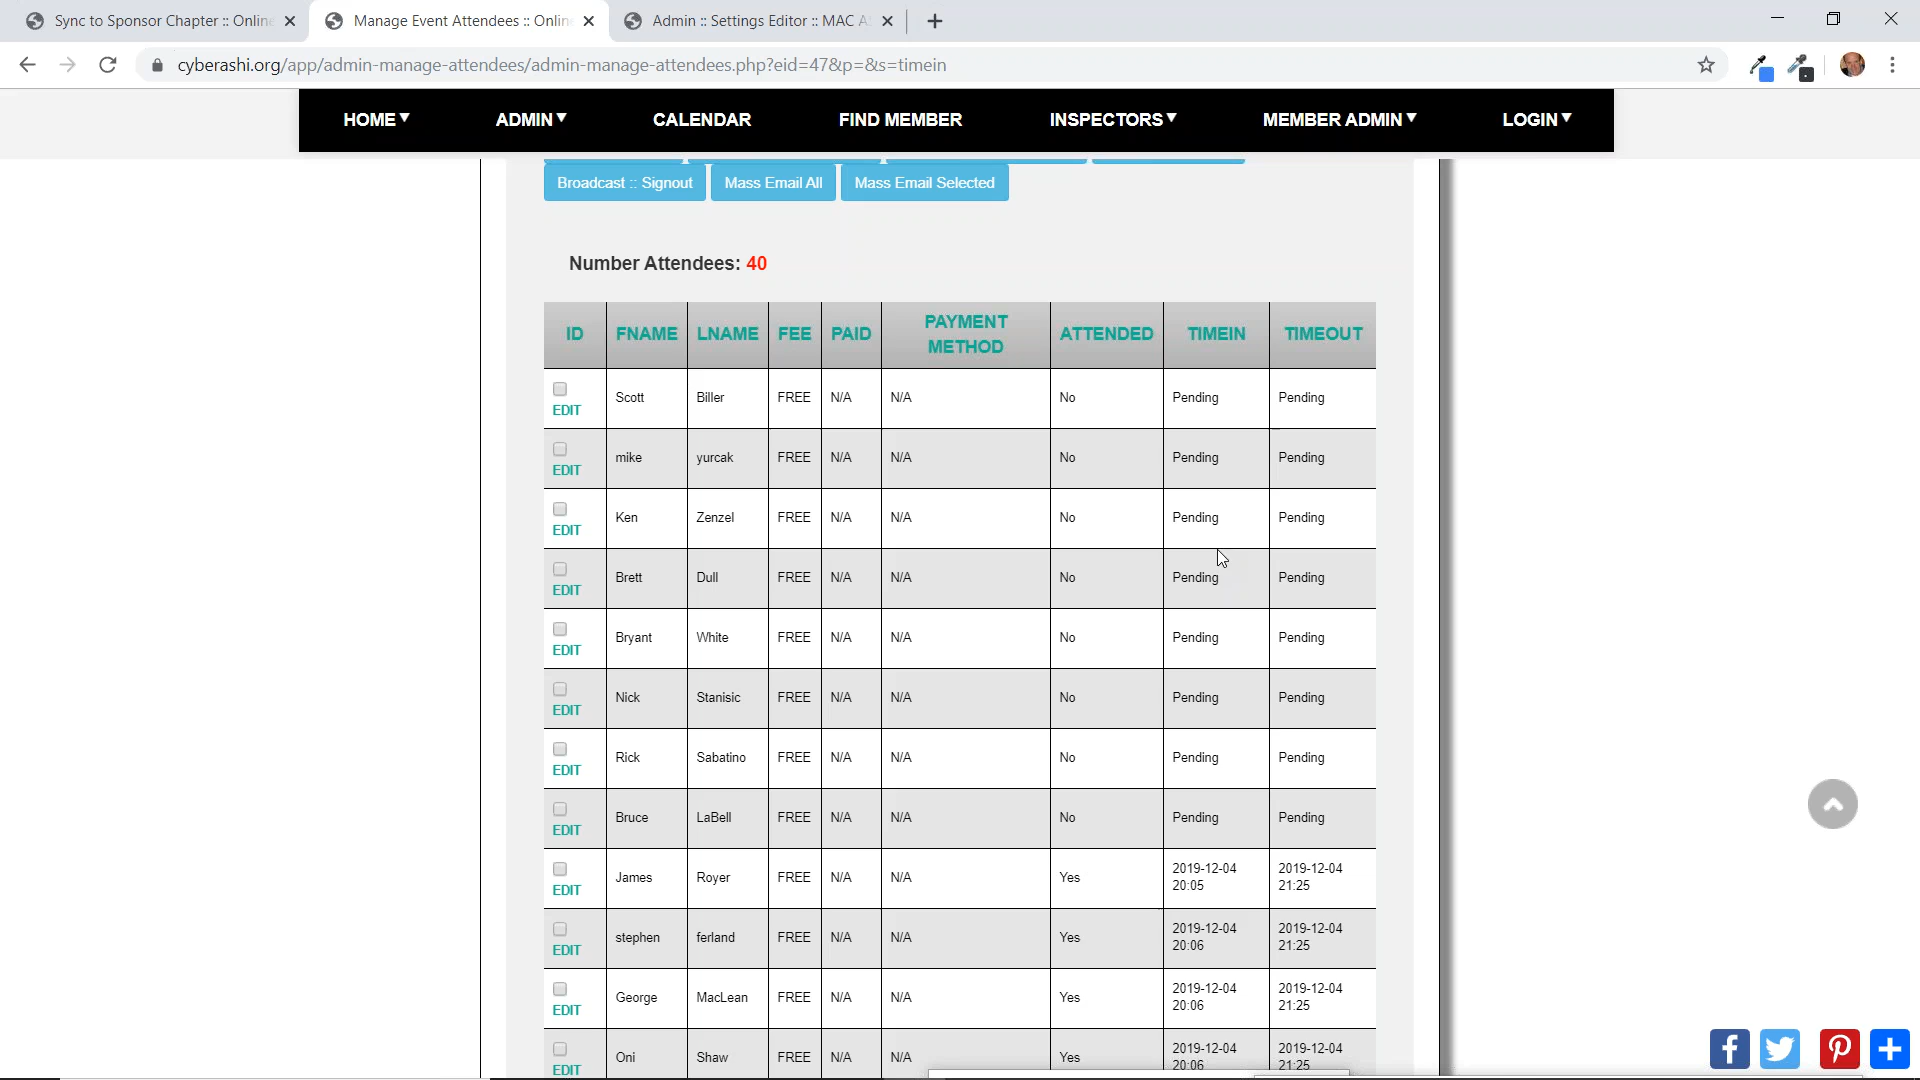 Sync to Sponsor Chapter :: Online
Manage Event Attendees :: Onlin
Admin :: Settings Editor :: MAC A
cyberashi.org/app/admin-manage-attendees/admin-manage-attendees.php?eid=47&p=&s=timein
HOME▼ ADMIN▼ CALENDAR FIND MEMBER INSPECTORS▼ MEMBER ADMIN▼ LOGIN▼
Broadcast :: Signout Mass Email All Mass Email Selected
Number Attendees: 40
ID FNAME LNAME FEE PAID PAYMENT METHOD ATTENDED TIMEIN TIMEOUT
EDIT Scott Biller FREE N/A N/A No Pending Pending
EDIT mike yurcak FREE N/A N/A No Pending Pending
EDIT Ken Zenzel FREE N/A N/A No Pending Pending
EDIT Brett Dull FREE N/A N/A No Pending Pending
EDIT Bryant White FREE N/A N/A No Pending Pending
EDIT Nick Stanisic FREE N/A N/A No Pending Pending
EDIT Rick Sabatino FREE N/A N/A No Pending Pending
EDIT Bruce LaBell FREE N/A N/A No Pending Pending
EDIT James Royer FREE N/A N/A Yes 2019-12-04 20:05 2019-12-04 21:25
EDIT stephen ferland FREE N/A N/A Yes 2019-12-04 20:06 2019-12-04 21:25
EDIT George MacLean FREE N/A N/A Yes 2019-12-04 20:06 2019-12-04 21:25
EDIT Oni Shaw FREE N/A N/A Yes 2019-12-04 20:06 2019-12-04 21:25